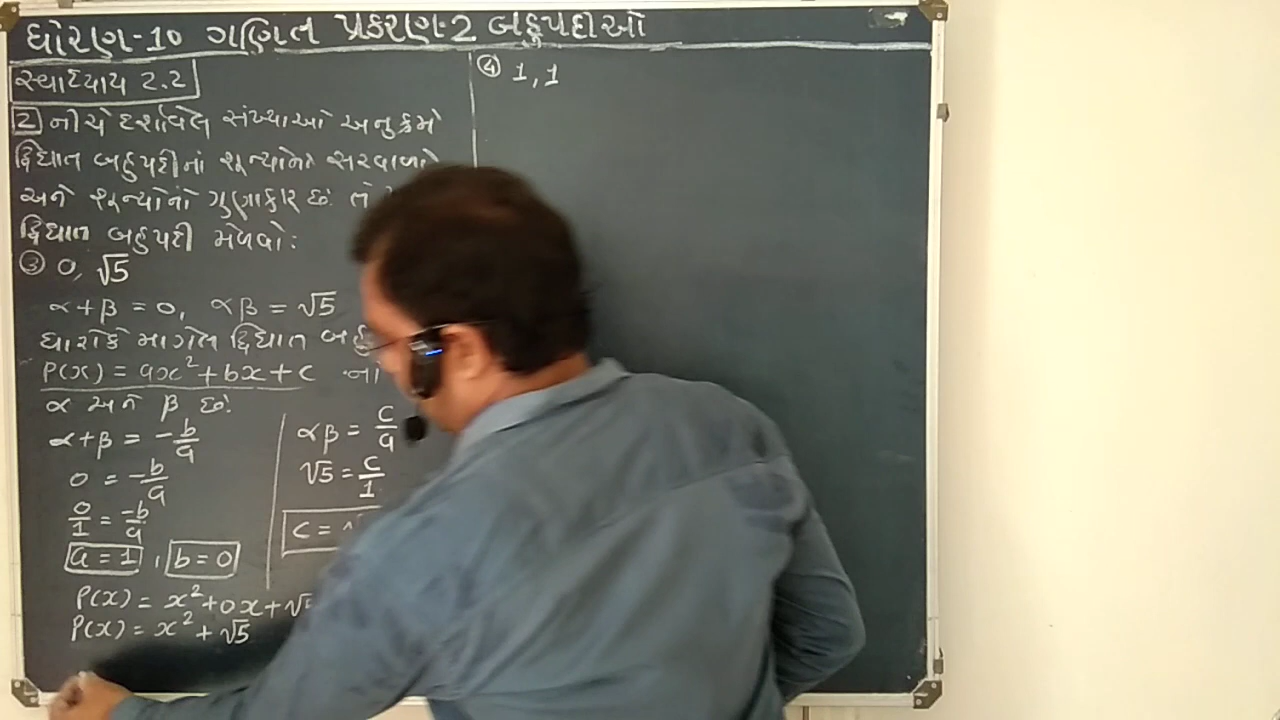 ધોરણ-10 ગણિત પ્રકરણ-2 બહુપદીઓ
સ્વાધ્યાય 2.2
2 નીચે દર્શાવેલ સંખ્યાઓ અનુક્રમે
દ્વિઘાત બહુપદીનાં શૂન્યોનો સરવાળો
અને શૂન્યોનો ગુણાકાર છે. તે
દ્વિઘાત બહુપદી મેળવો:
③ 0, √5
α+β = 0, αβ = √5
ધારોકે માગેલ દ્વિઘાત
P(x) = ax²+bx+c નાં
α અને β છે.
α+β = -b/a
0 = -b/a
0/1 = -b/a
a = 1, b = 0
αβ = c/a
√5 = c/1
c =
P(x) = x²+0x+√5
P(x) = x²+√5
④ 1, 1